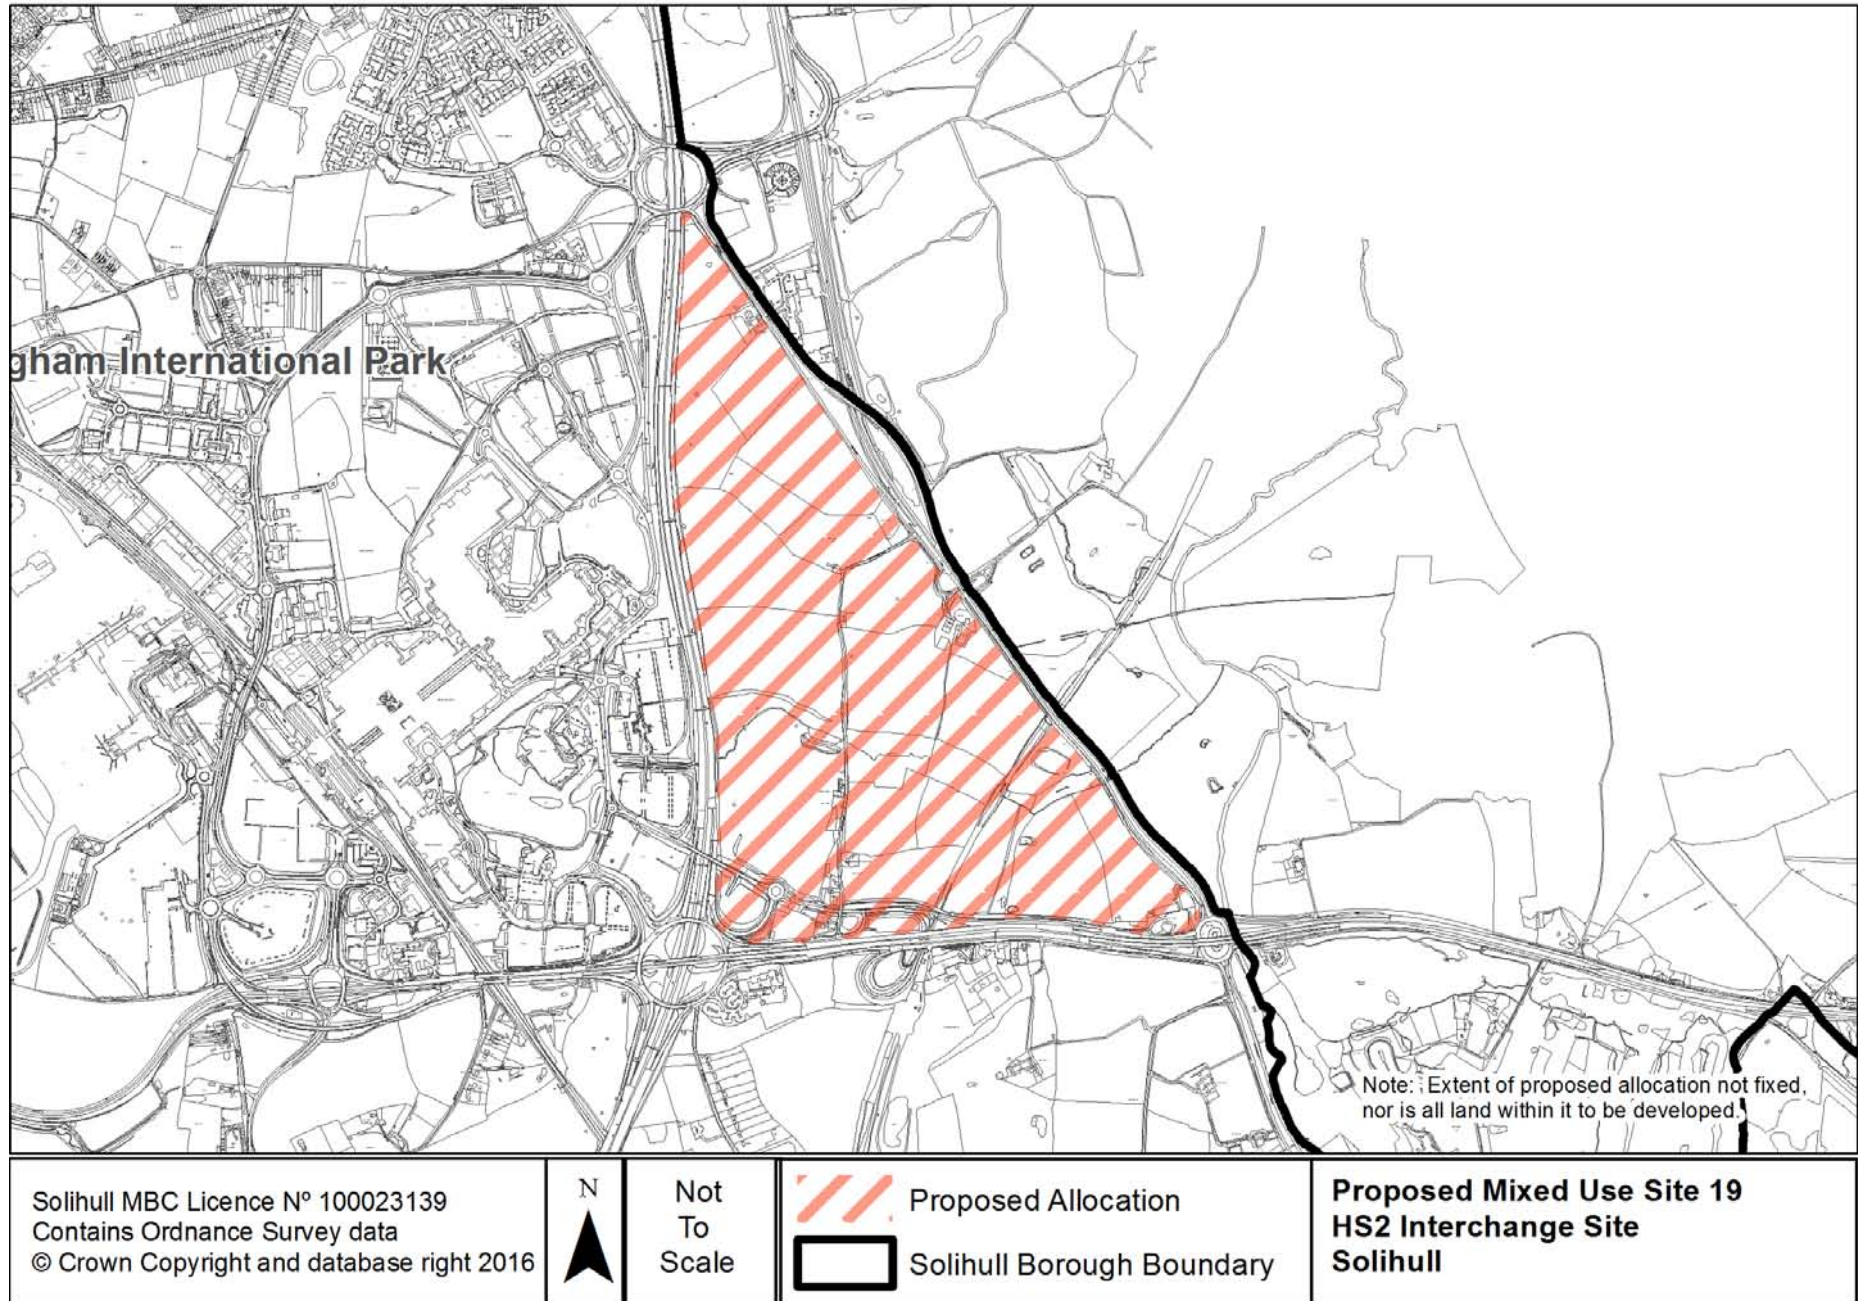 gham International Park
Note: Extent of proposed allocation not fixed,
nor is all land within it to be developed.
Solihull MBC Licence Nº 100023139
Contains Ordnance Survey data
© Crown Copyright and database right 2016
N
Not
To
Scale
Proposed Allocation
Solihull Borough Boundary
Proposed Mixed Use Site 19
HS2 Interchange Site
Solihull